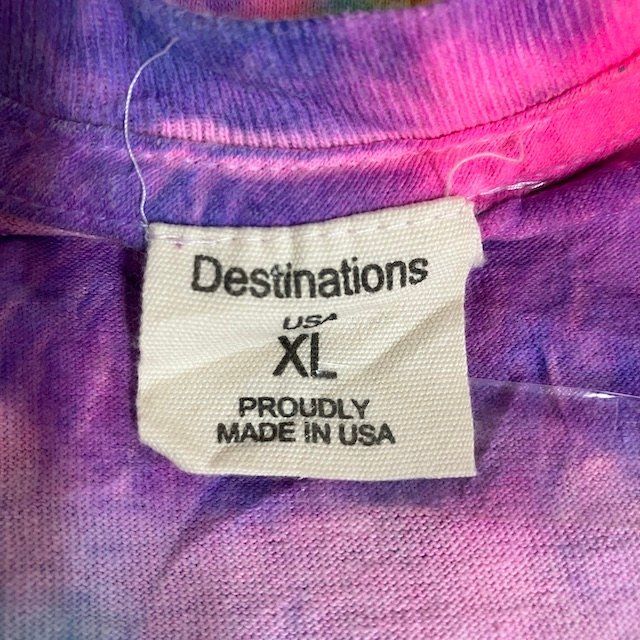 Destinations
USA
XL
PROUDLY
MADE IN USA